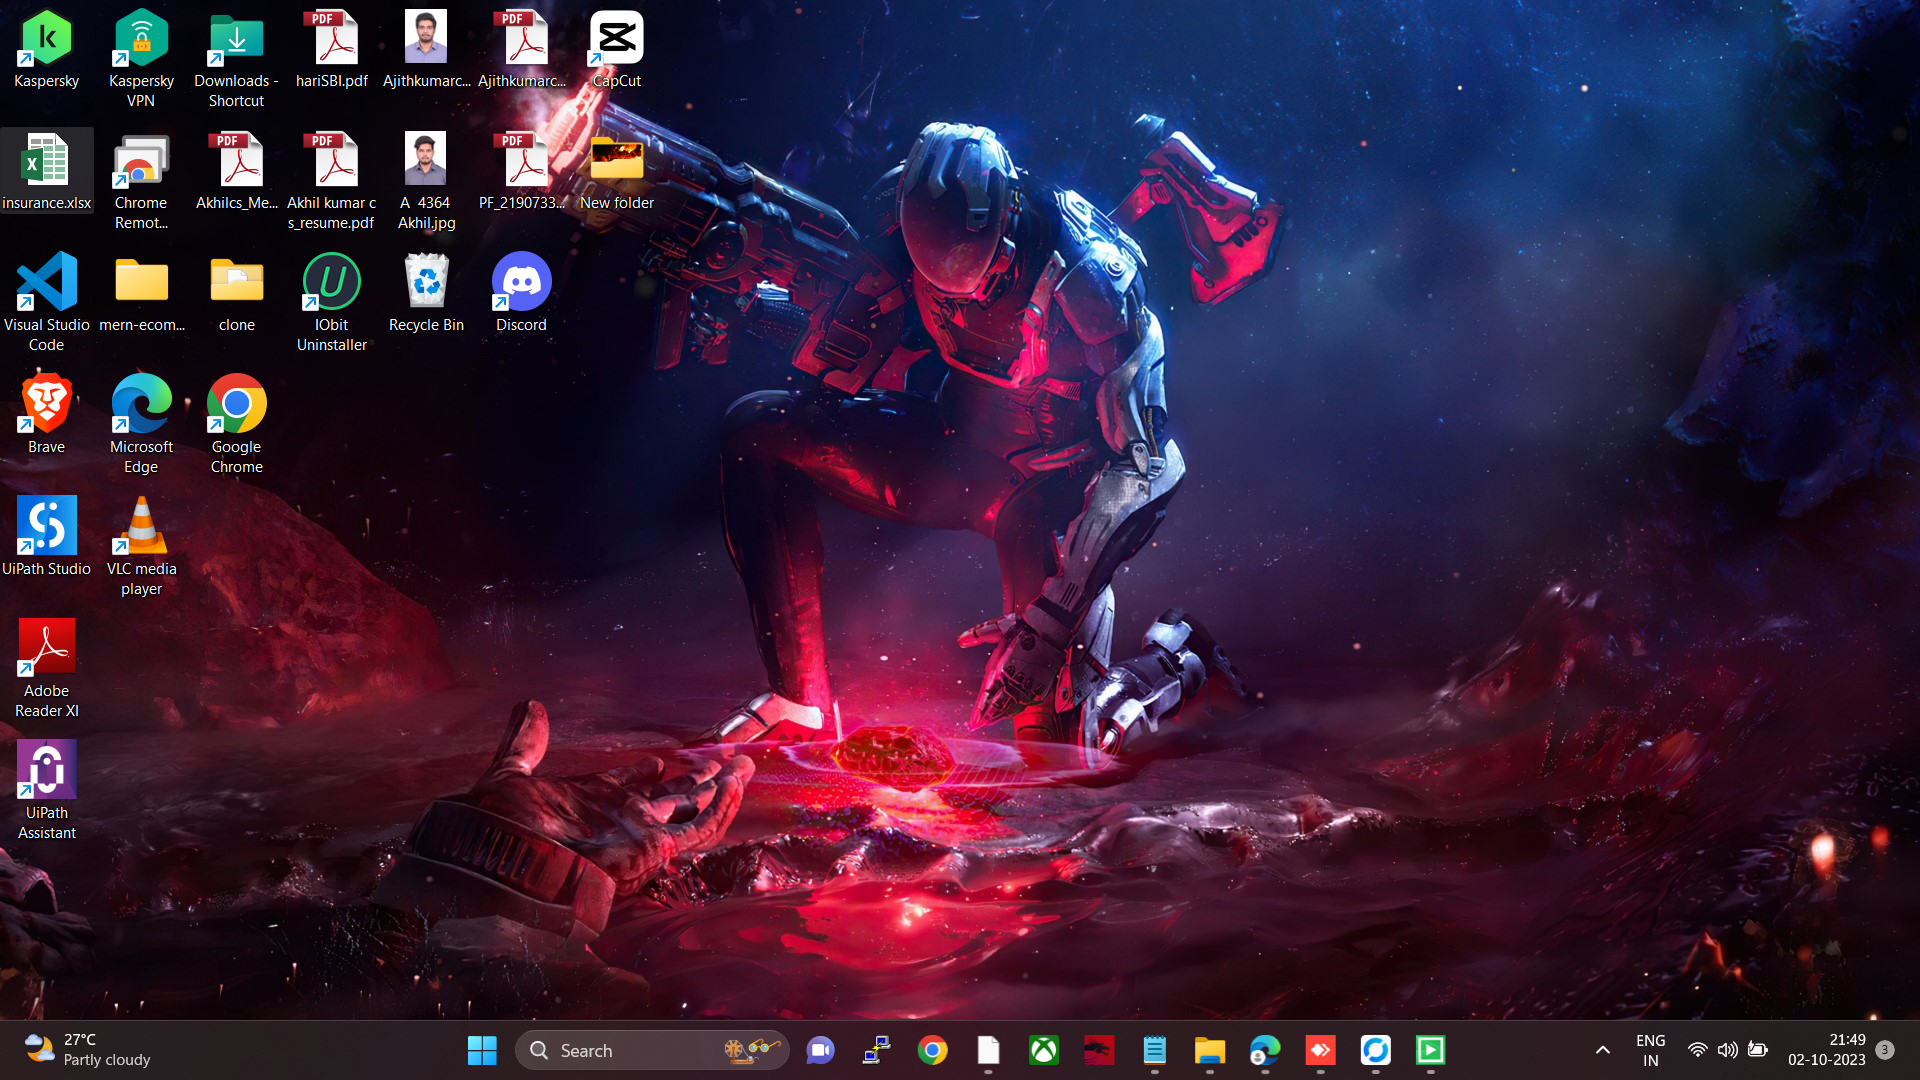 Kaspersky
Kaspersky
VPN
Downloads -
Shortcut
PDF
hariSBI.pdf
Ajithkumarc...
PDF
Ajithkumarc...
CapCut
insurance.xlsx
Chrome
Remot...
PDF
Akhilcs_Me...
PDF
Akhil kumar c
s_resume.pdf
A 4364
Akhil.jpg
PDF
PF_2190733...
New folder
Visual Studio
Code
mern-ecom...
clone
IObit
Uninstaller
Recycle Bin
Discord
Brave
Microsoft
Edge
Google
Chrome
UiPath Studio
VLC media
player
Adobe
Reader XI
UiPath
Assistant
27°C
Partly cloudy
Search
ENG
IN
21:49
02-10-2023
3